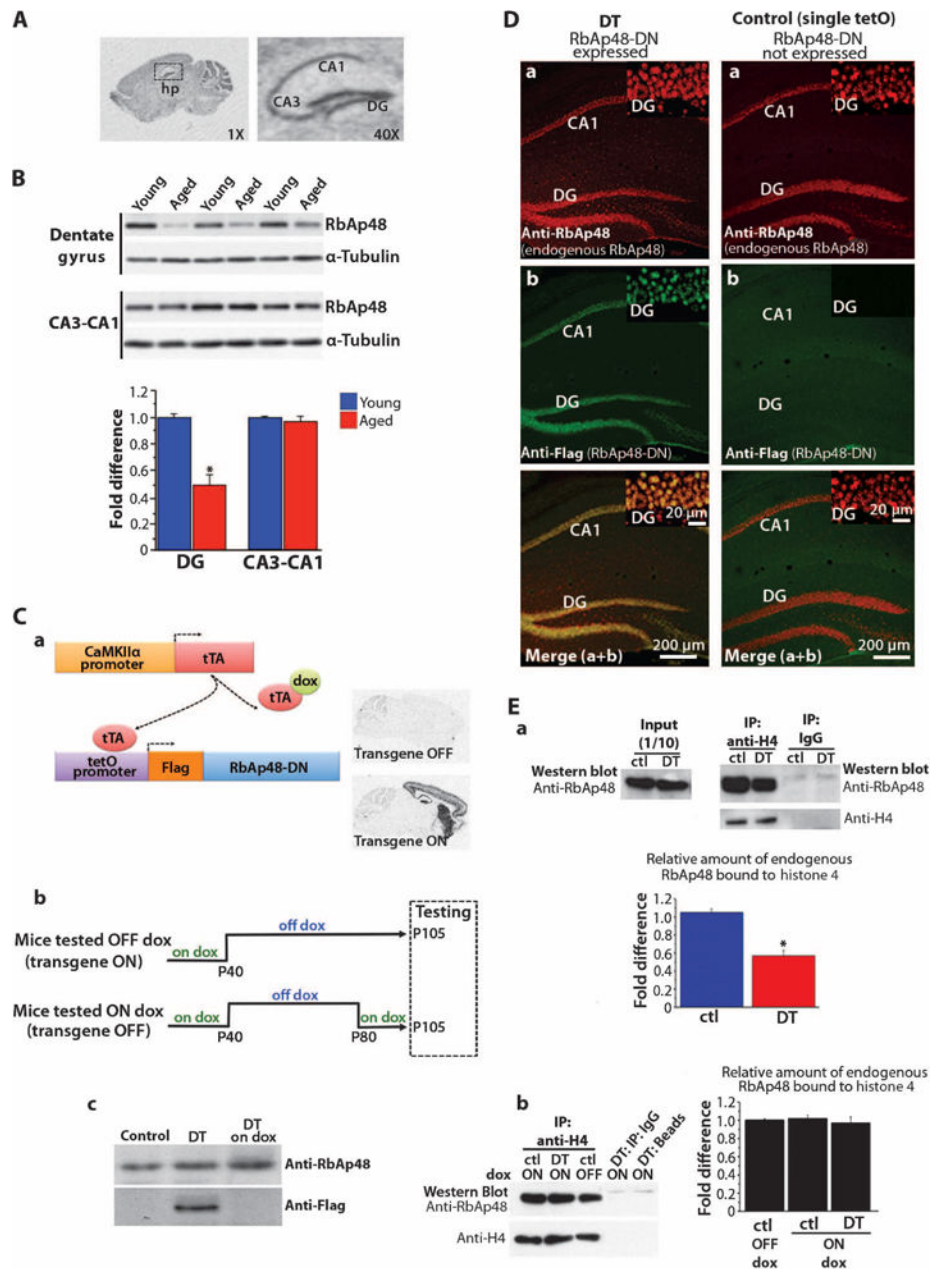 A
hp
1X
CA1
CA3
DG
40X
B
Young Aged Young Aged Young Aged
Dentate gyrus
RbAp48
α-Tubulin
CA3-CA1
RbAp48
α-Tubulin
Fold difference
1.2
1.0
0.8
0.6
0.4
0.2
0
Young
Aged
*
DG CA3-CA1
C
a
CaMKIIα
promoter
tTA
dox
tTA
tTA
tetO
promoter
Flag
RbAp48-DN
Transgene OFF
Transgene ON
b
Testing
Mice tested OFF dox
(transgene ON)
on dox
off dox
P40
P105
Mice tested ON dox
(transgene OFF)
on dox
off dox
on dox
P40
P80
P105
c
Control DT DT on dox
Anti-RbAp48
Anti-Flag
D
DT
RbAp48-DN
expressed
Control (single tetO)
RbAp48-DN
not expressed
a
DG
CA1
DG
Anti-RbAp48
(endogenous RbAp48)
a
DG
CA1
DG
Anti-RbAp48
(endogenous RbAp48)
b
DG
CA1
DG
Anti-Flag (RbAp48-DN)
b
DG
CA1
DG
Anti-Flag (RbAp48-DN)
20 µm
DG
CA1
DG
200 µm
Merge (a+b)
20 µm
DG
CA1
DG
200 µm
Merge (a+b)
E
a
Input
(1/10)
ctl DT
Western blot
Anti-RbAp48
IP:
anti-H4
ctl DT
IP:
IgG
ctl DT
Western blot
Anti-RbAp48
Anti-H4
Relative amount of endogenous
RbAp48 bound to histone 4
Fold difference
1.2
1.0
0.8
0.6
0.4
0.2
0
*
ctl DT
b
IP:
anti-H4
ctl DT ctl DT: IP: IgG DT: Beads
dox ON ON OFF ON ON
Western Blot
Anti-RbAp48
Anti-H4
Relative amount of endogenous
RbAp48 bound to histone 4
Fold difference
1.2
1.0
0.8
0.6
0.4
0.2
0
ctl ctl DT
OFF ON
dox dox